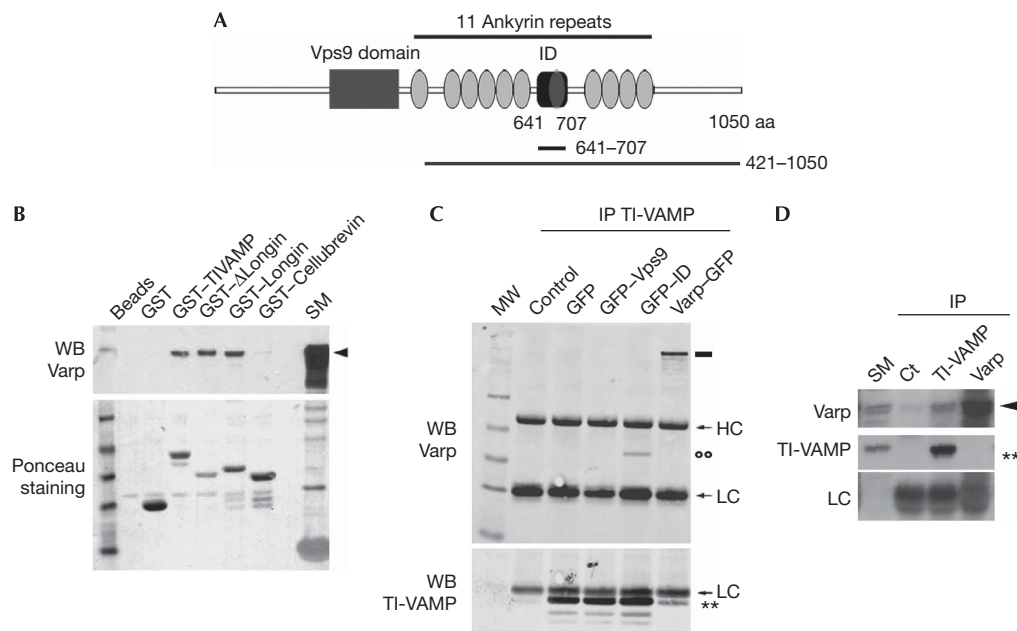 A
11 Ankyrin repeats
Vps9 domain
ID
641 707
1050 aa
641–707
421–1050
B
Beads
GST
GST–TIVAMP
GST–ΔLongin
GST–Longin
GST–Cellubrevin
SM
WB
Varp
Ponceau
staining
C
IP TI-VAMP
MW
Control
GFP
GFP–Vps9
GFP–ID
Varp–GFP
WB
Varp
HC
°°
LC
WB
TI-VAMP
LC
**
D
IP
SM
Ct
TI-VAMP
Varp
Varp
TI-VAMP
**
LC